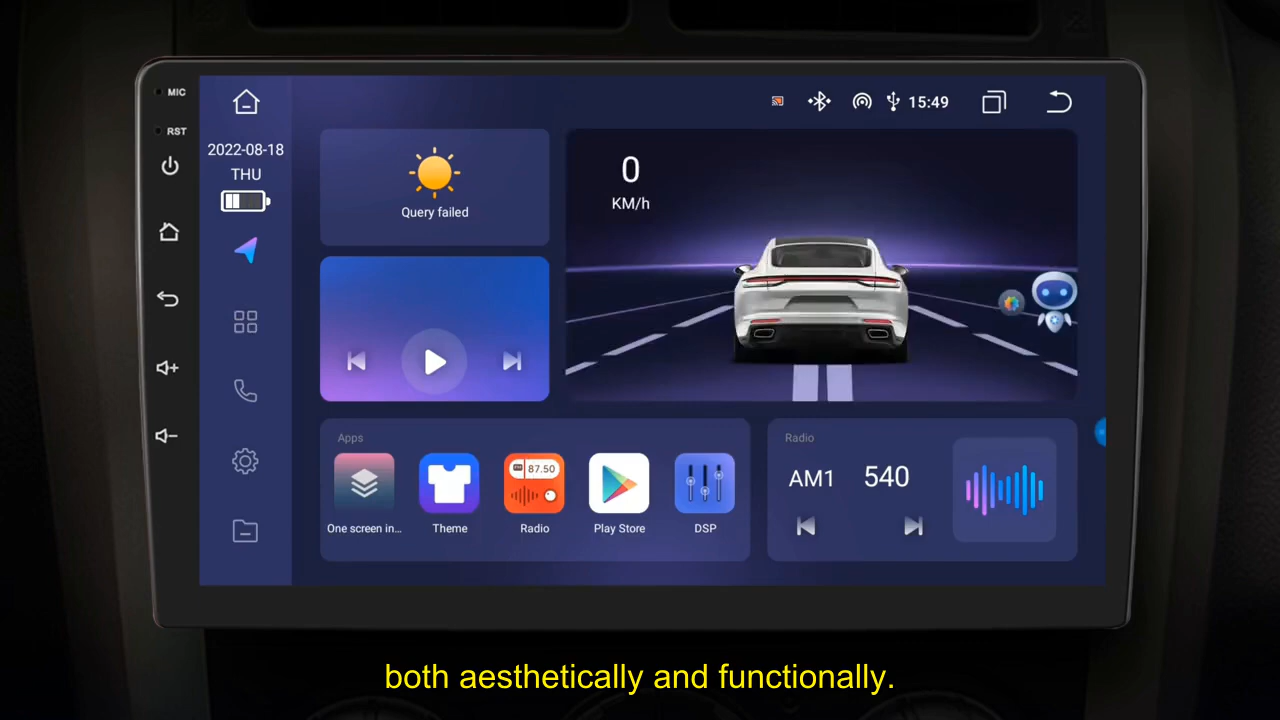 MIC
RST
2022-08-18
THU
15:49
Query failed
0
KM/h
Apps
87.50
One screen in...
Theme
Radio
Play Store
DSP
Radio
AM1 540
both aesthetically and functionally.